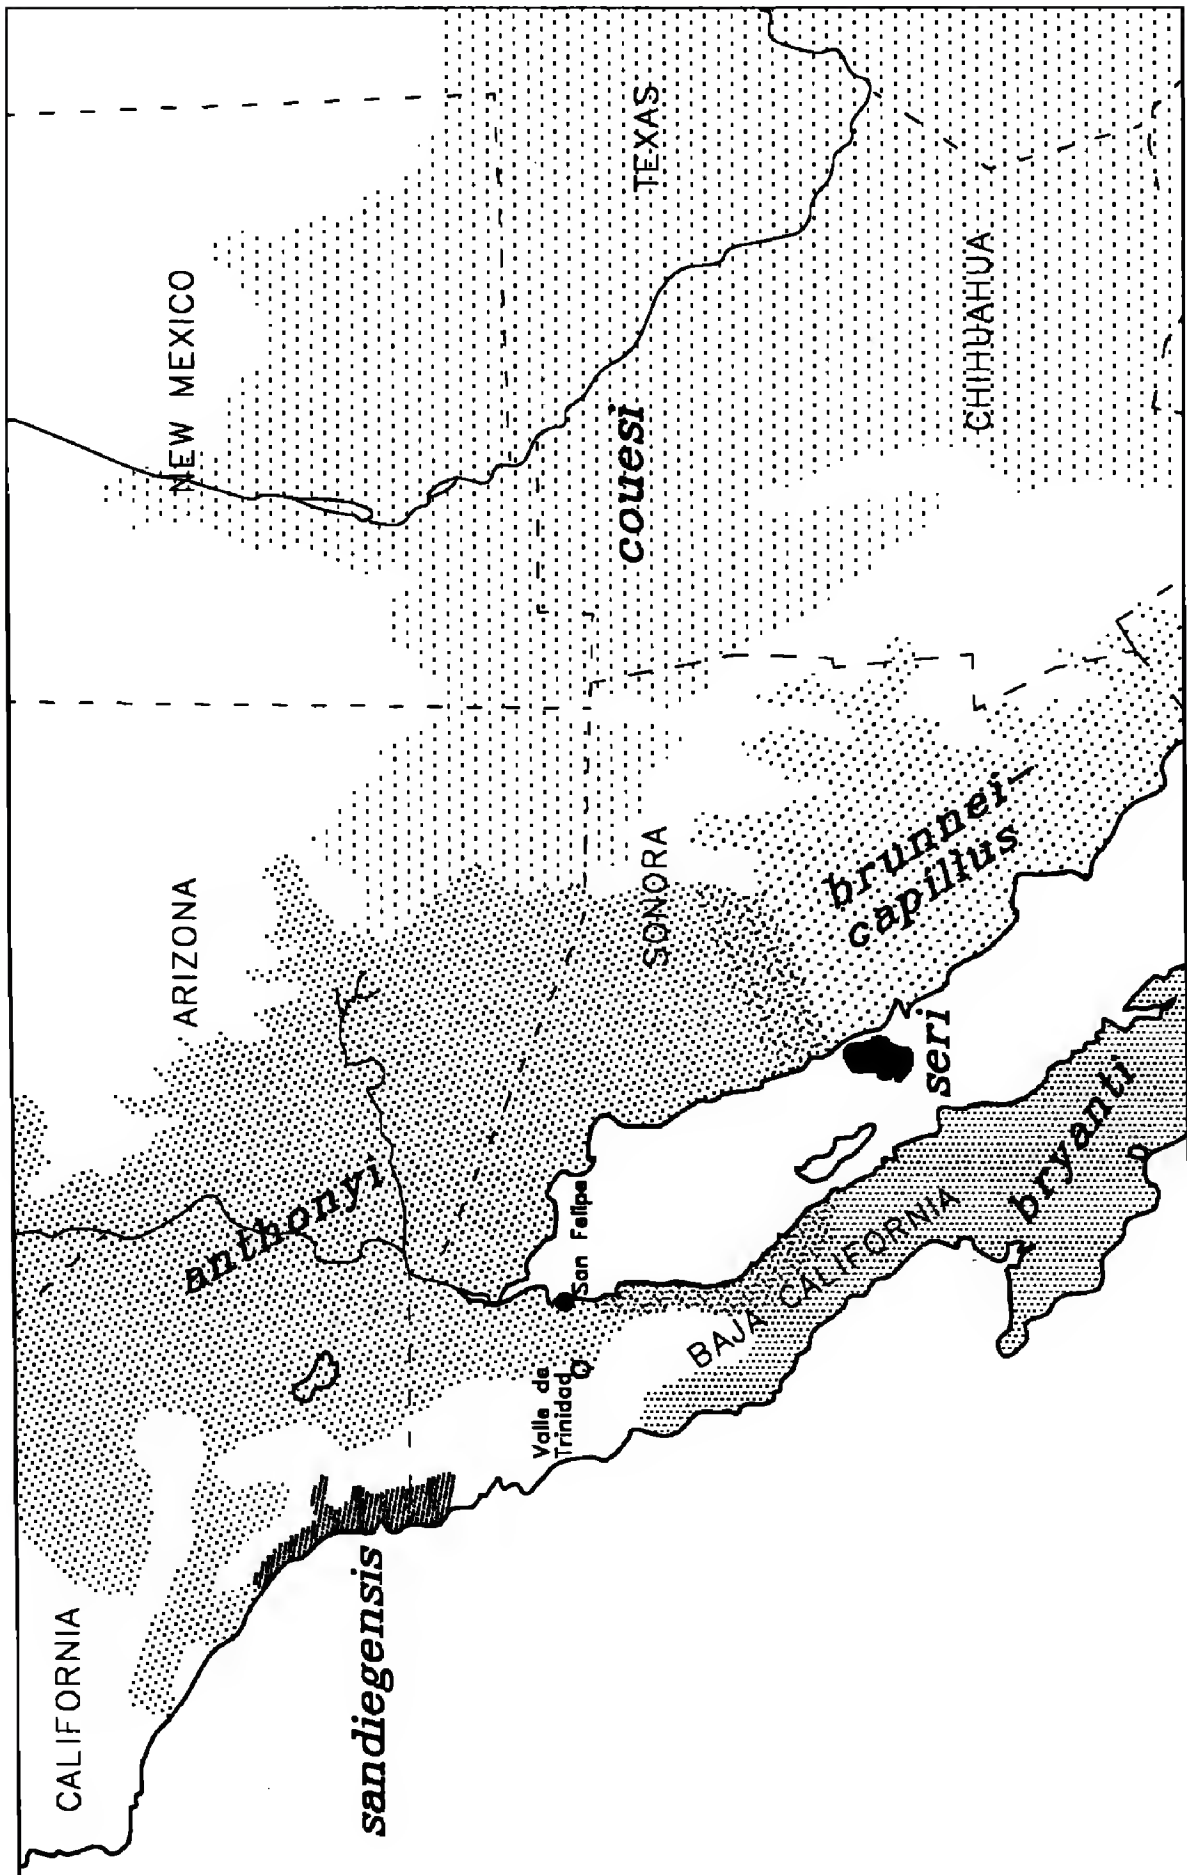 CALIFORNIA
ARIZONA
NEW MEXICO
anthonyi
sandiegensis
Valle de
Trinidad
San Felipe
SONORA
couesi
TEXAS
BAJA CALIFORNIA
brunnei-
capillus
seri
bryanti
CHIHUAHUA